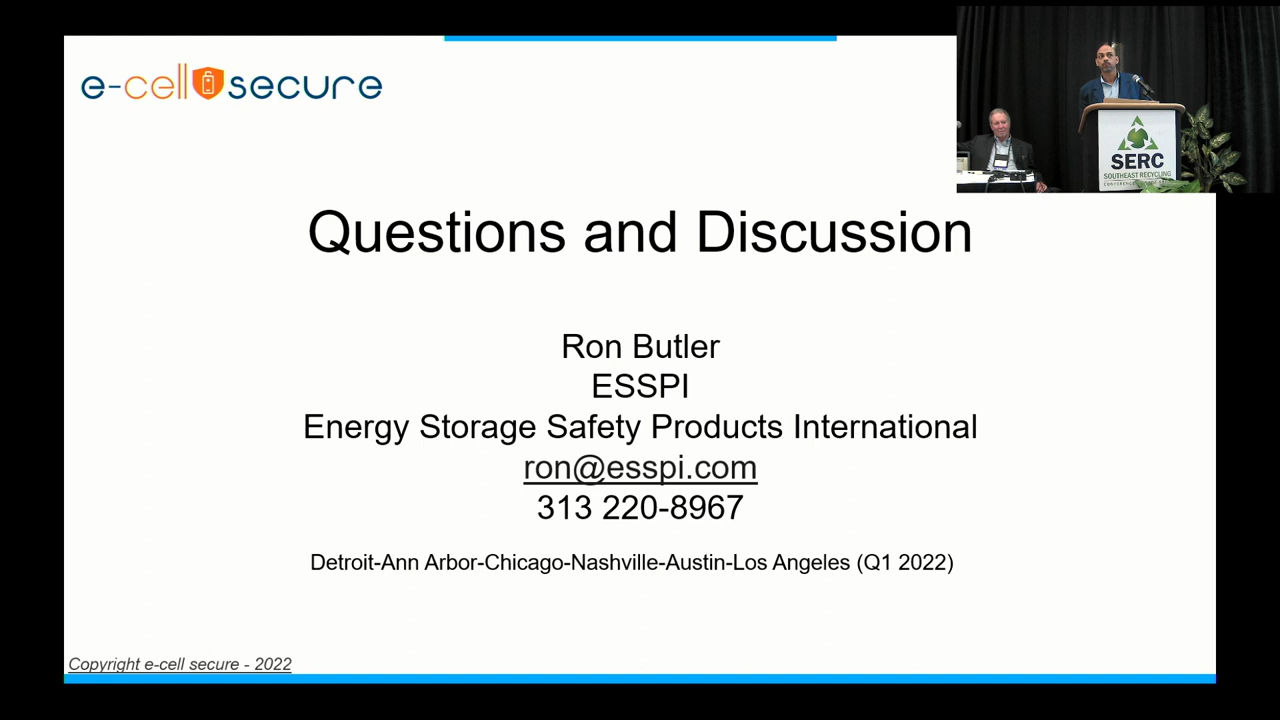 e-cell secure
Questions and Discussion
Ron Butler
ESSPI
Energy Storage Safety Products International
ron@esspi.com
313 220-8967
Detroit-Ann Arbor-Chicago-Nashville-Austin-Los Angeles (Q1 2022)
Copyright e-cell secure - 2022
SERC
SOUTHEAST RECYCLING